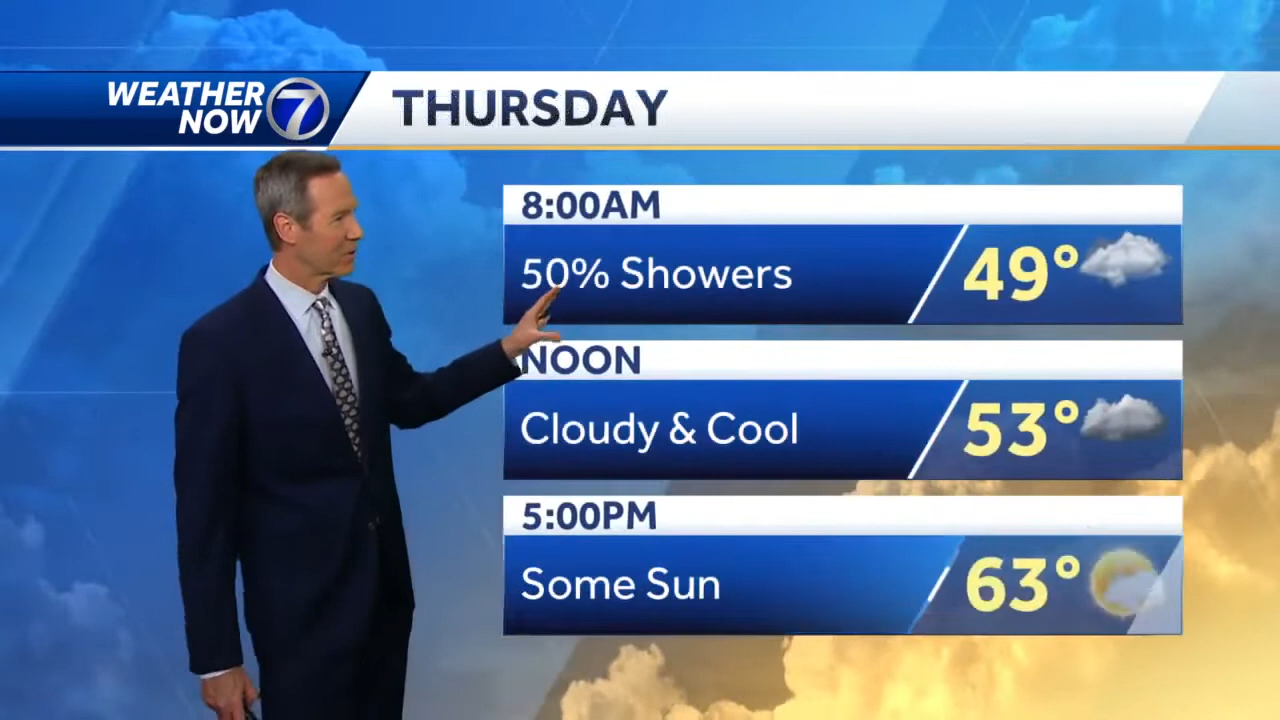 WEATHER
NOW 7
THURSDAY
8:00AM
50% Showers
49°
NOON
Cloudy & Cool
53°
5:00PM
Some Sun
63°